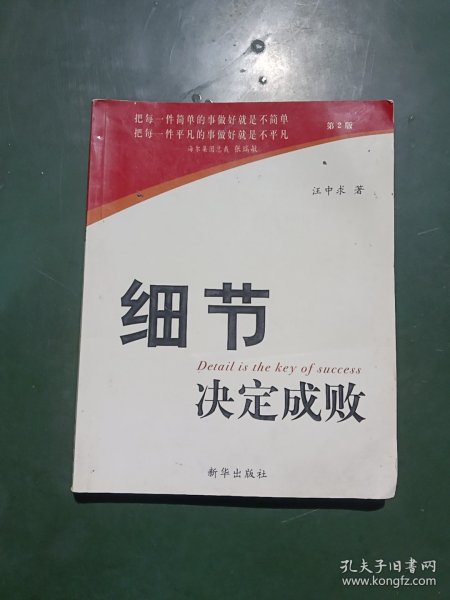 把每一件简单的事做好就是不简单
把每一件平凡的事做好就是不平凡
海尔集团总裁 张瑞敏
第2版
汪中求 著
细节
Detail is the key of success
决定成败
新华出版社
孔夫子旧书网
www.kongfz.com